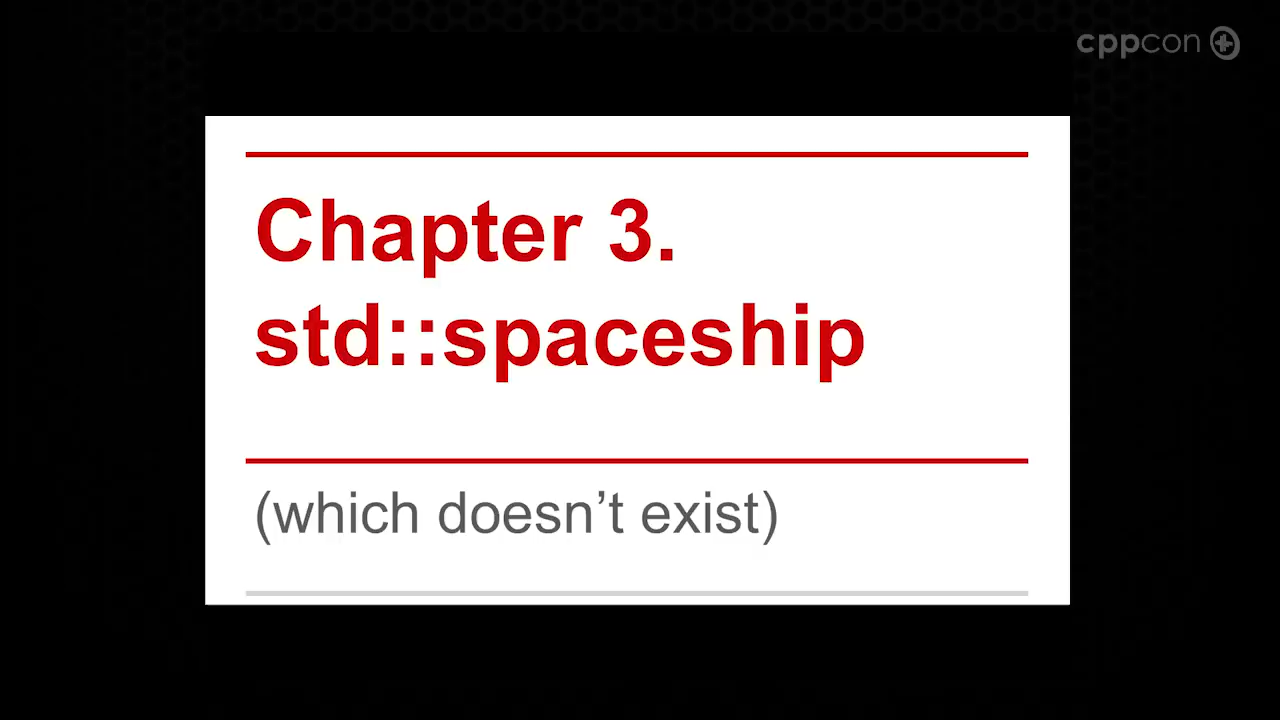 cppcon
Chapter 3.
std::spaceship
(which doesn’t exist)